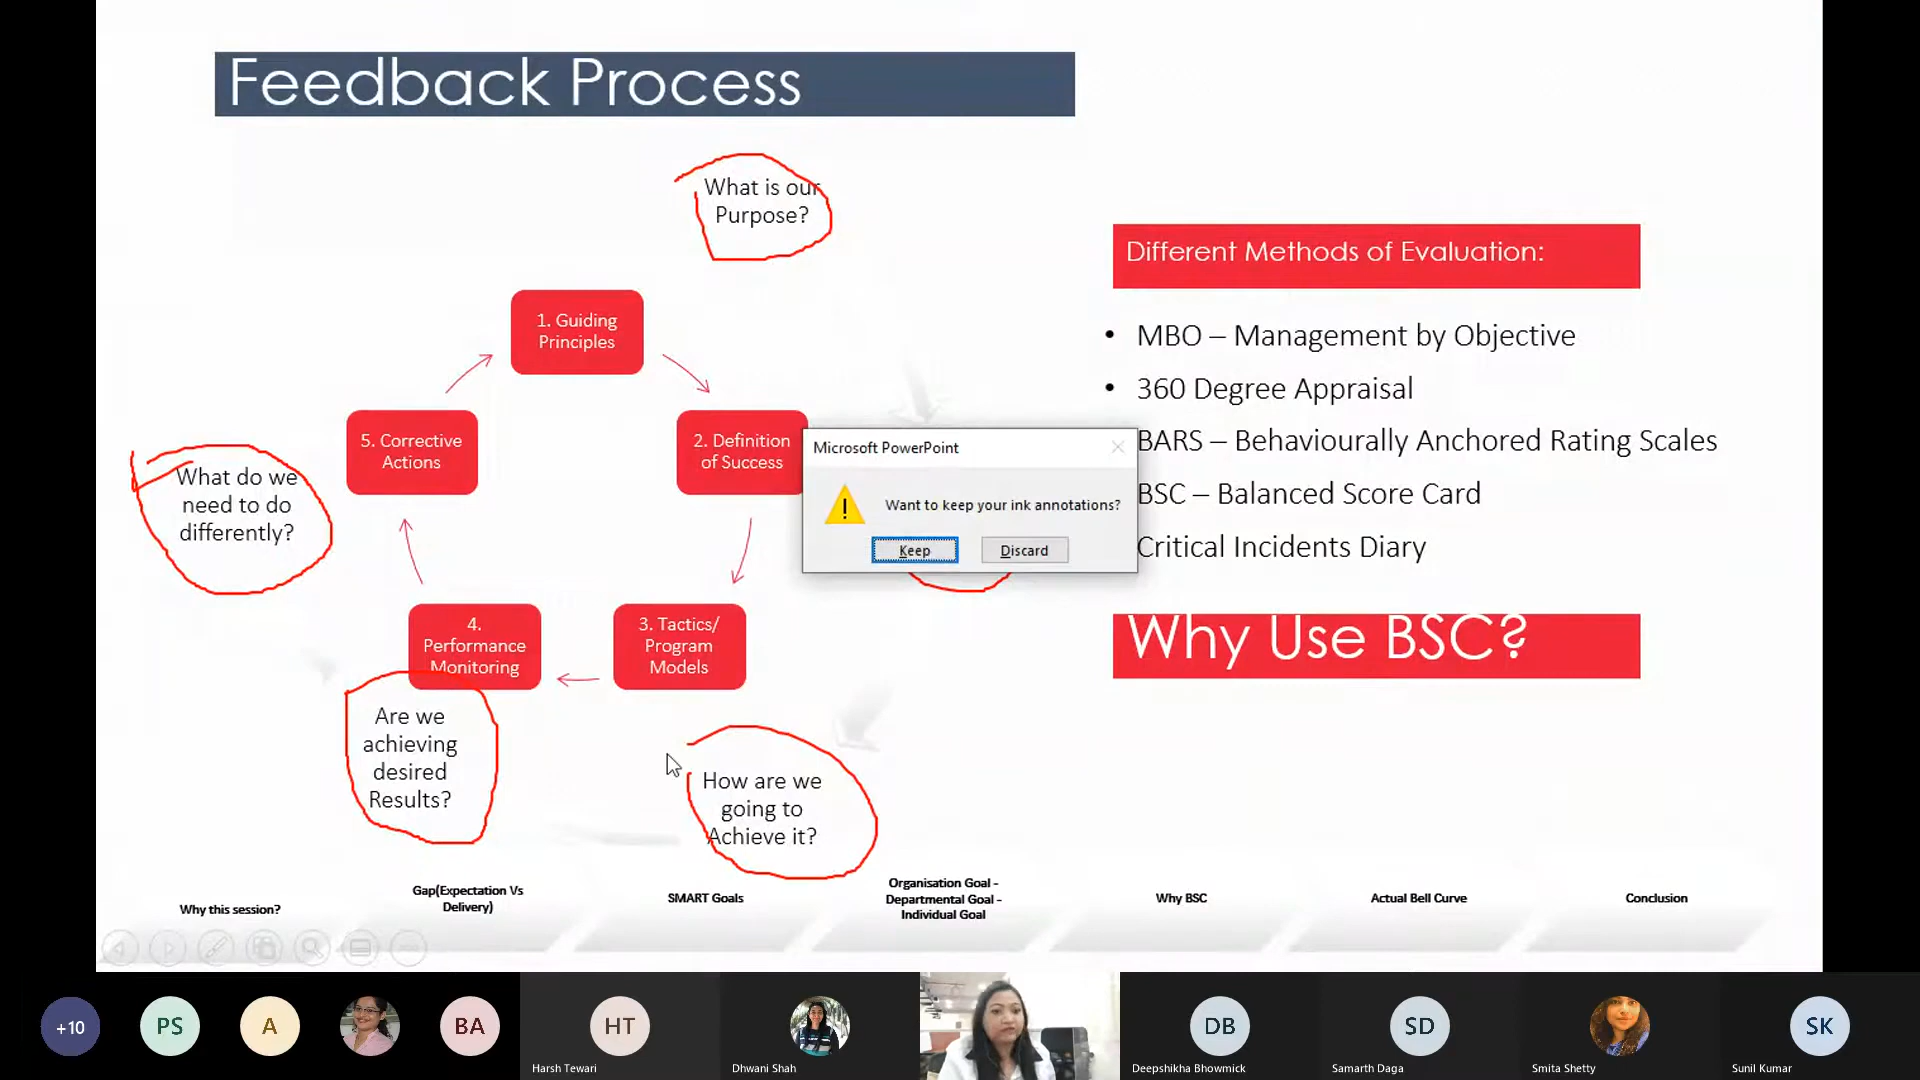 Feedback Process
What is our
Purpose?
1. Guiding
Principles
5. Corrective
Actions
2. Definition
of Success
What do we
need to do
differently?
4.
Performance
Monitoring
3. Tactics/
Program
Models
Are we
achieving
desired
Results?
How are we
going to
Achieve it?
Microsoft PowerPoint
Want to keep your ink annotations?
Keep
Discard
Different Methods of Evaluation:
• MBO – Management by Objective
• 360 Degree Appraisal
BARS – Behaviourally Anchored Rating Scales
BSC – Balanced Score Card
Critical Incidents Diary
Why Use BSC?
Why this session?
Gap(Expectation Vs
Delivery)
SMART Goals
Organisation Goal -
Departmental Goal -
Individual Goal
Why BSC
Actual Bell Curve
Conclusion
+10
PS
A
BA
HT
Harsh Tewari
Dhwani Shah
DB
Deepshikha Bhowmick
SD
Samarth Daga
Smita Shetty
SK
Sunil Kumar